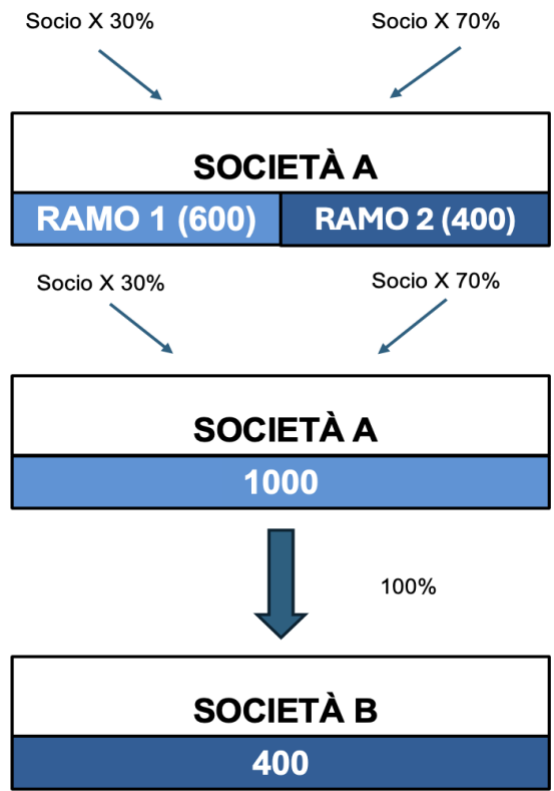 Socio X 30% Socio X 70%
SOCIETÀ A
RAMO 1 (600) RAMO 2 (400)
Socio X 30% Socio X 70%
SOCIETÀ A
1000
100%
SOCIETÀ B
400